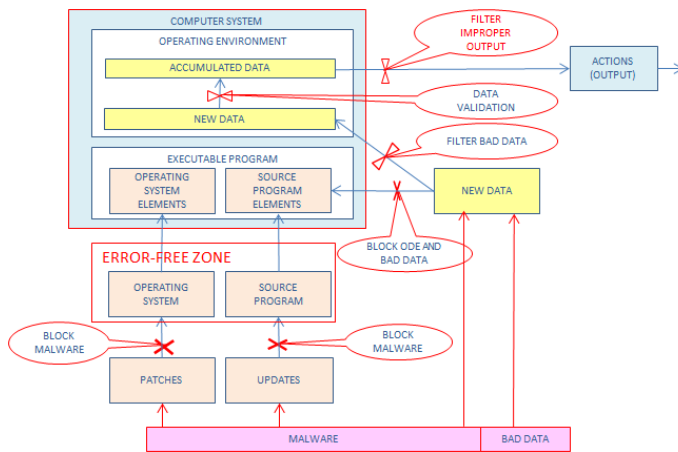 COMPUTER SYSTEM
OPERATING ENVIRONMENT
ACCUMULATED DATA
NEW DATA
FILTER
IMPROPER
OUTPUT
ACTIONS
(OUTPUT)
DATA
VALIDATION
FILTER BAD DATA
EXECUTABLE PROGRAM
OPERATING
SYSTEM
ELEMENTS
SOURCE
PROGRAM
ELEMENTS
NEW DATA
BLOCK ODE AND
BAD DATA
ERROR-FREE ZONE
OPERATING
SYSTEM
SOURCE
PROGRAM
BLOCK
MALWARE
BLOCK
MALWARE
PATCHES
UPDATES
MALWARE
BAD DATA